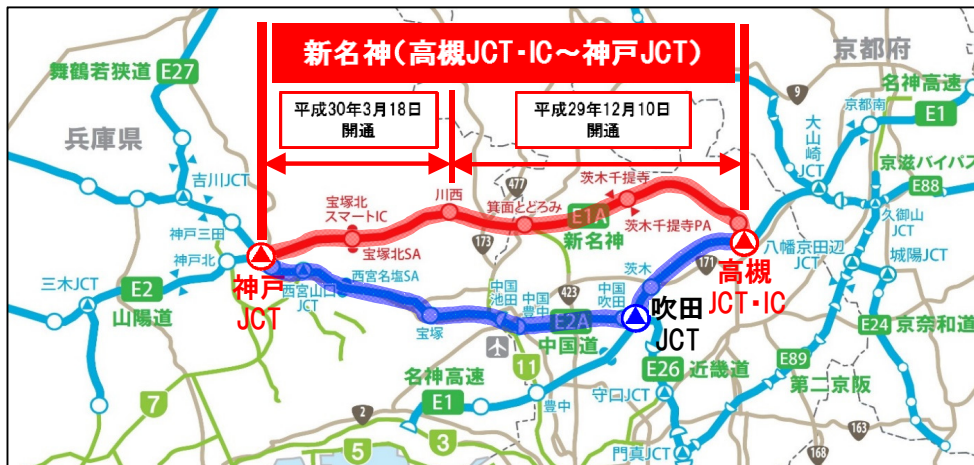 新名神(高槻JCT・IC～神戸JCT)
平成30年3月18日
開通
平成29年12月10日
開通
京都府
名神高速
E1
京都南
9
大山崎
JCT
京滋バイパス
E88
久御山
JCT
舞鶴若狭道
E27
兵庫県
吉川JCT
神戸三田
神戸北
三木JCT
E2
山陽道
神戸
JCT
宝塚北
スマートIC
宝塚北SA
川西
477
173
箕面とどろみ
E1A
新名神
茨木千提寺
茨木千提寺PA
171
高槻
JCT・IC
八幡京田辺
JCT
城陽JCT
E24
京奈和道
西宮山口
JCT
西宮名塩SA
宝塚
中国
池田
中国
豊中
423
E2A
中国道
中国
吹田
茨木
吹田
JCT
E26
近畿道
守口JCT
門真JCT
E89
第二京阪
163
168
名神高速
E1
豊中
11
7
2
5
3